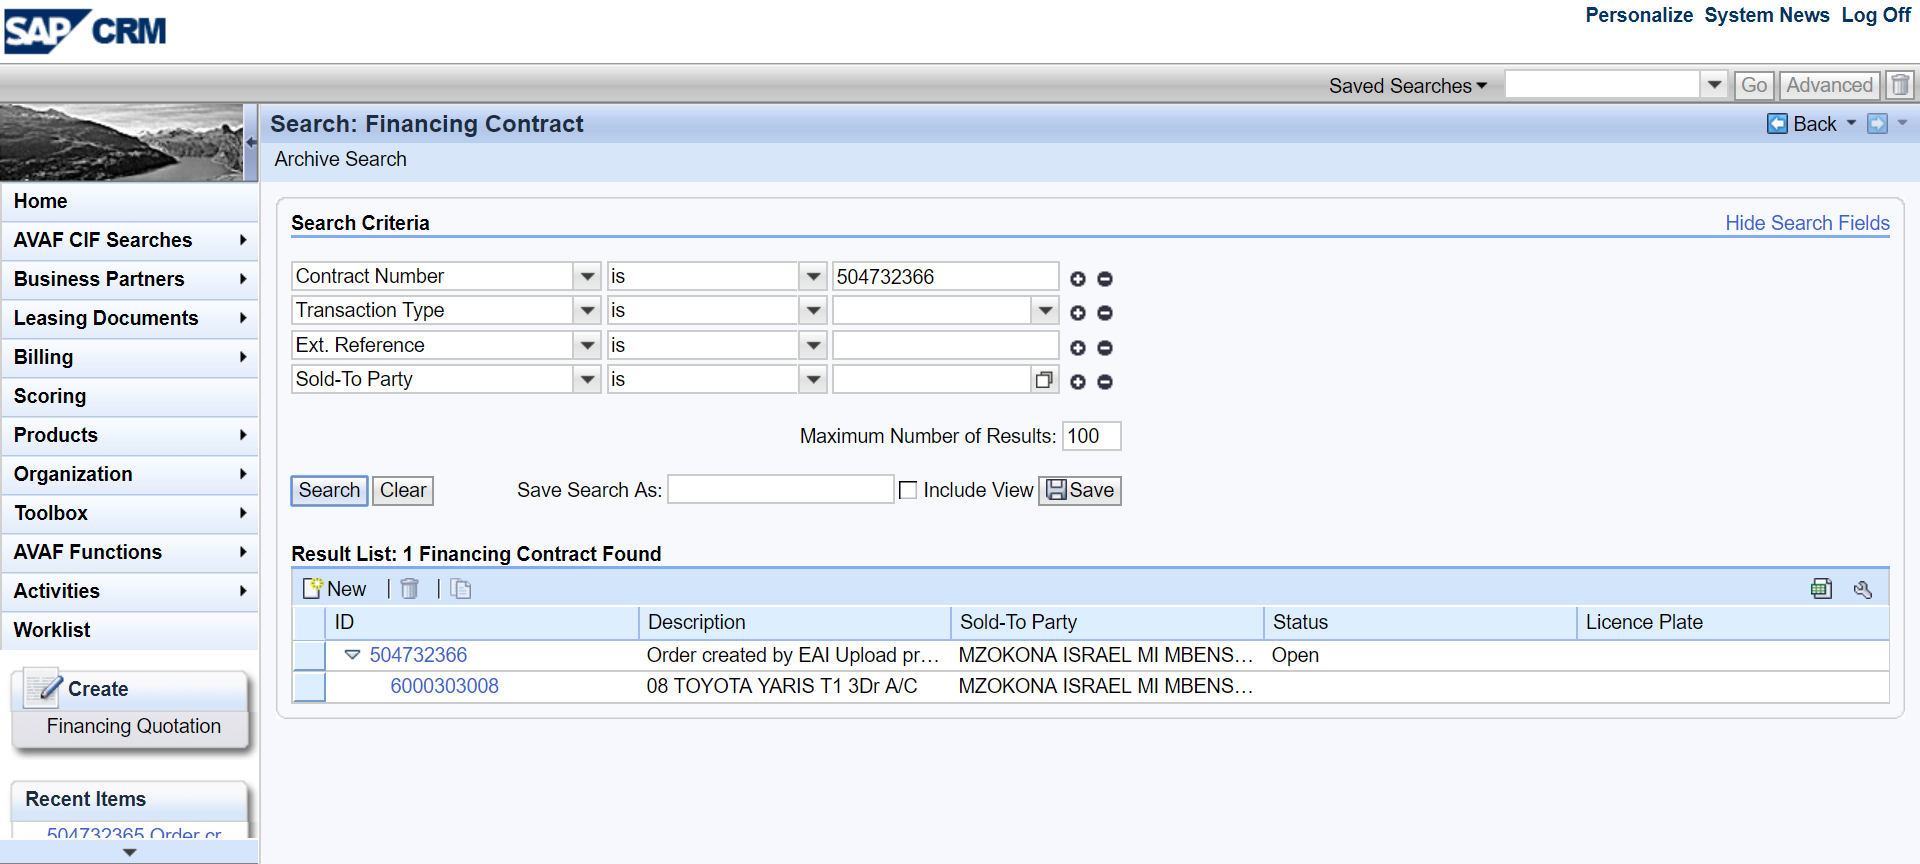 SAP CRM
Personalize System News Log Off
Saved Searches Go Advanced
Search: Financing Contract Back
Archive Search
Home
AVAF CIF Searches
Business Partners
Leasing Documents
Billing
Scoring
Products
Organization
Toolbox
AVAF Functions
Activities
Worklist
Create
Financing Quotation
Recent Items
504732365 Order cr
Search Criteria Hide Search Fields
Contract Number is 504732366
Transaction Type is
Ext. Reference is
Sold-To Party is
Maximum Number of Results: 100
Search Clear Save Search As: Include View Save
Result List: 1 Financing Contract Found
New
ID Description Sold-To Party Status Licence Plate
504732366 Order created by EAI Upload pr... MZOKONA ISRAEL MI MBENS... Open
6000303008 08 TOYOTA YARIS T1 3Dr A/C MZOKONA ISRAEL MI MBENS...